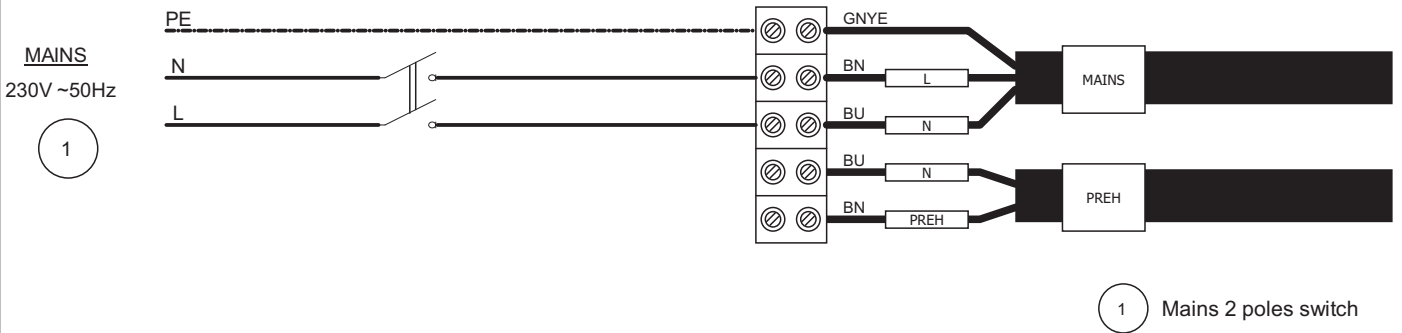 PE
GNYE
MAINS
N
BN
L
MAINS
230V ~50Hz
L
BU
N
1
BU
N
PREH
BN
PREH
1 Mains 2 poles switch